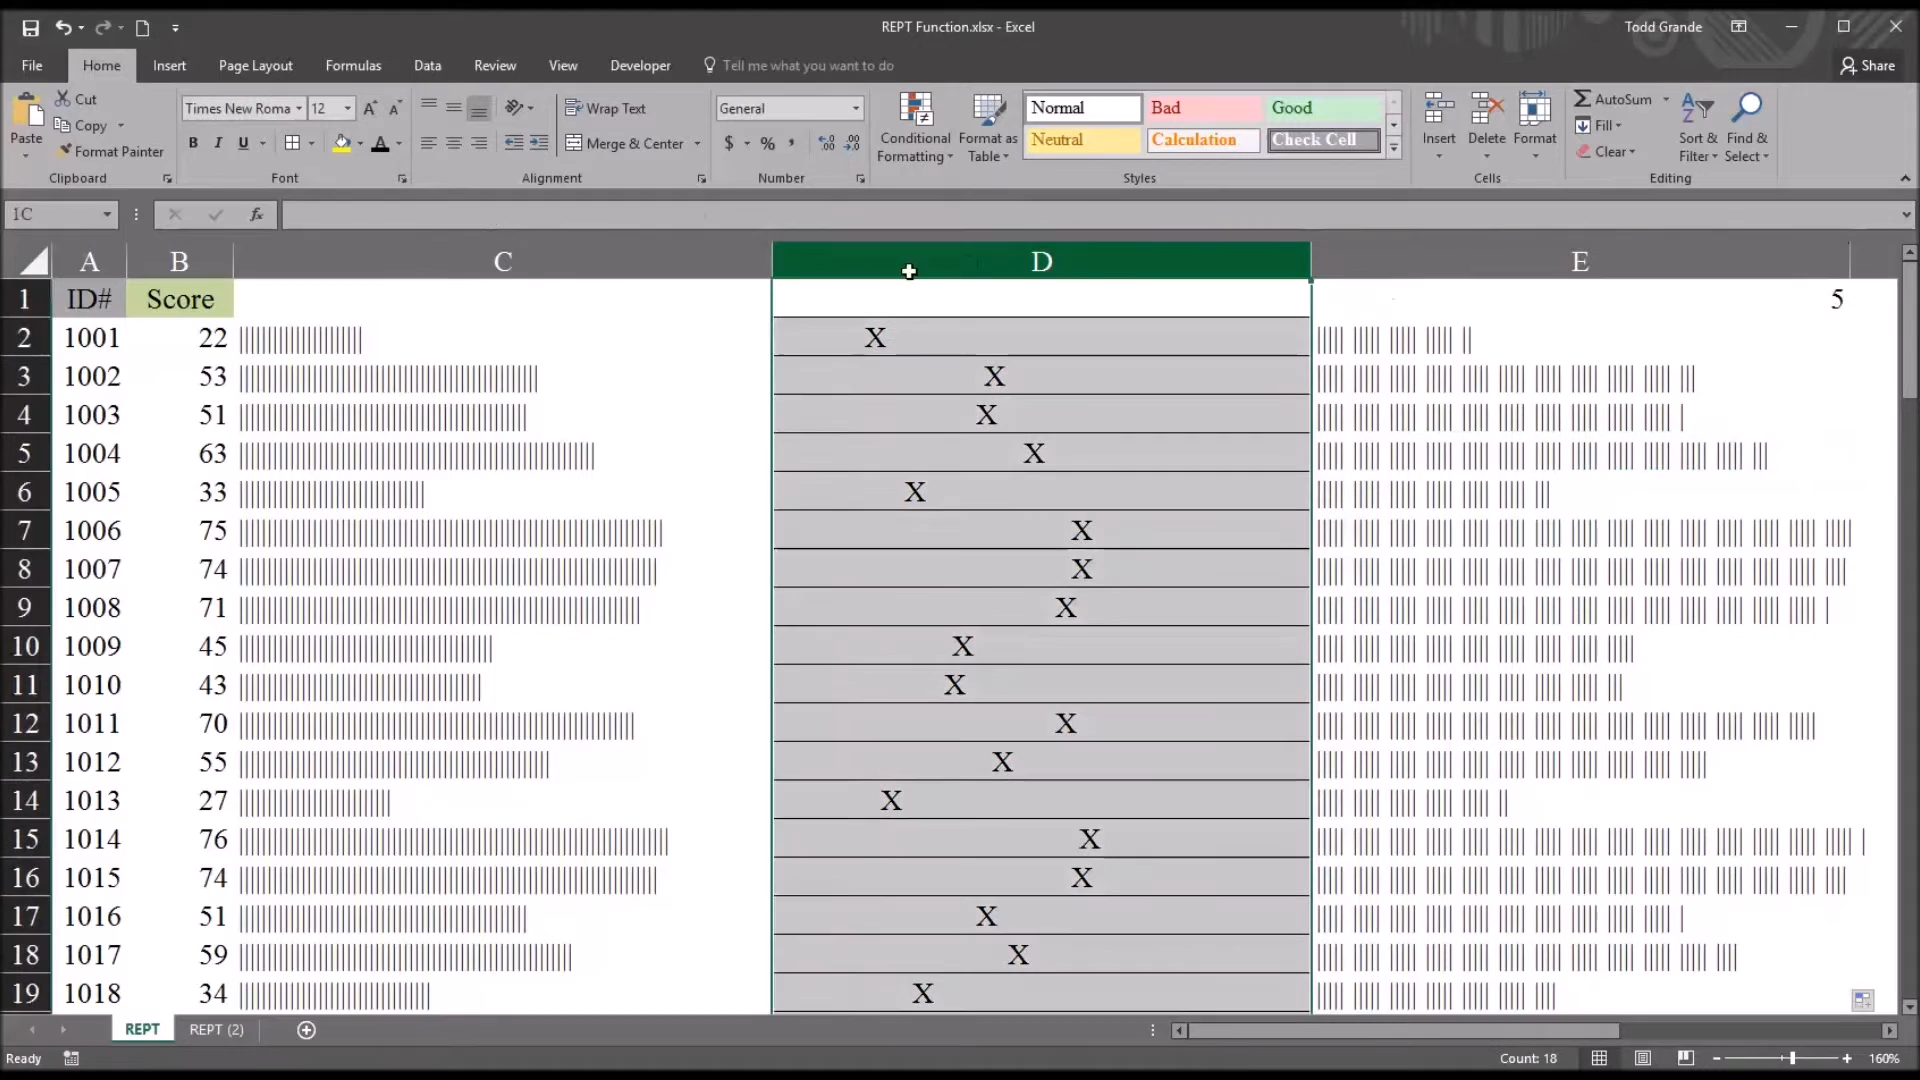 REPT Function.xlsx - Excel
Todd Grande
File Home Insert Page Layout Formulas Data Review View Developer Tell me what you want to do Share
Paste
Cut
Copy
Format Painter
Clipboard
Times New Roma 12
B I U
Font
Wrap Text
Merge & Center
Alignment
General
$ % ,
Number
Conditional Formatting
Format as Table
Normal Bad Good
Neutral Calculation Check Cell
Styles
Insert Delete Format
Cells
AutoSum
Fill
Clear
Sort & Filter
Find & Select
Editing
1C fx
A B C D E
1 ID# Score 5
2 1001 22 |||||||||||||||||||||| X ||||| ||||| ||||| ||||| ||
3 1002 53 ||||||||||||||||||||||||||||||||||||||||||||||||||||| X ||||| ||||| ||||| ||||| ||||| ||||| ||||| ||||| ||||| ||||| |||
4 1003 51 ||||||||||||||||||||||||||||||||||||||||||||||||||| X ||||| ||||| ||||| ||||| ||||| ||||| ||||| ||||| ||||| ||||| |
5 1004 63 ||||||||||||||||||||||||||||||||||||||||||||||||||||||||||||||| X ||||| ||||| ||||| ||||| ||||| ||||| ||||| ||||| ||||| ||||| ||||| ||||| |||
6 1005 33 ||||||||||||||||||||||||||||||||| X ||||| ||||| ||||| ||||| ||||| ||||| |||
7 1006 75 ||||||||||||||||||||||||||||||||||||||||||||||||||||||||||||||||||||||||||| X ||||| ||||| ||||| ||||| ||||| ||||| ||||| ||||| ||||| ||||| ||||| ||||| ||||| ||||| |||||
8 1007 74 |||||||||||||||||||||||||||||||||||||||||||||||||||||||||||||||||||||||||| X ||||| ||||| ||||| ||||| ||||| ||||| ||||| ||||| ||||| ||||| ||||| ||||| ||||| ||||| ||||
9 1008 71 ||||||||||||||||||||||||||||||||||||||||||||||||||||||||||||||||||||||| X ||||| ||||| ||||| ||||| ||||| ||||| ||||| ||||| ||||| ||||| ||||| ||||| ||||| ||||| |
10 1009 45 ||||||||||||||||||||||||||||||||||||||||||||| X ||||| ||||| ||||| ||||| ||||| ||||| ||||| ||||| |||||
11 1010 43 ||||||||||||||||||||||||||||||||||||||||||| X ||||| ||||| ||||| ||||| ||||| ||||| ||||| ||||| |||
12 1011 70 |||||||||||||||||||||||||||||||||||||||||||||||||||||||||||||||||||||| X ||||| ||||| ||||| ||||| ||||| ||||| ||||| ||||| ||||| ||||| ||||| ||||| ||||| |||||
13 1012 55 ||||||||||||||||||||||||||||||||||||||||||||||||||||||| X ||||| ||||| ||||| ||||| ||||| ||||| ||||| ||||| ||||| ||||| |||||
14 1013 27 ||||||||||||||||||||||||||| X ||||| ||||| ||||| ||||| ||||| ||
15 1014 76 |||||||||||||||||||||||||||||||||||||||||||||||||||||||||||||||||||||||||||| X ||||| ||||| ||||| ||||| ||||| ||||| ||||| ||||| ||||| ||||| ||||| ||||| ||||| ||||| ||||| |
16 1015 74 |||||||||||||||||||||||||||||||||||||||||||||||||||||||||||||||||||||||||| X ||||| ||||| ||||| ||||| ||||| ||||| ||||| ||||| ||||| ||||| ||||| ||||| ||||| ||||| ||||
17 1016 51 ||||||||||||||||||||||||||||||||||||||||||||||||||| X ||||| ||||| ||||| ||||| ||||| ||||| ||||| ||||| ||||| ||||| |
18 1017 59 ||||||||||||||||||||||||||||||||||||||||||||||||||||||||||| X ||||| ||||| ||||| ||||| ||||| ||||| ||||| ||||| ||||| ||||| ||||| ||||
19 1018 34 |||||||||||||||||||||||||||||||||| X ||||| ||||| ||||| ||||| ||||| ||||| ||||
REPT REPT (2)
Ready Count: 18 160%